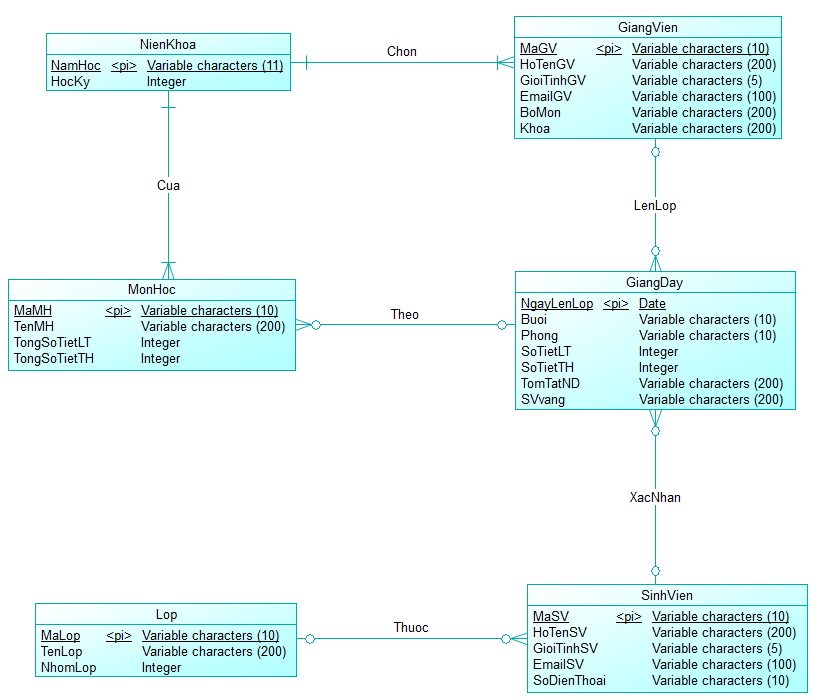 NienKhoa
NamHoc <pi> Variable characters (11)
HocKy Integer
Chon
GiangVien
MaGV <pi> Variable characters (10)
HoTenGV Variable characters (200)
GioiTinhGV Variable characters (5)
EmailGV Variable characters (100)
BoMon Variable characters (200)
Khoa Variable characters (200)
Cua
LenLop
MonHoc
MaMH <pi> Variable characters (10)
TenMH Variable characters (200)
TongSoTietLT Integer
TongSoTietTH Integer
Theo
GiangDay
NgayLenLop <pi> Date
Buoi Variable characters (10)
Phong Variable characters (10)
SoTietLT Integer
SoTietTH Integer
TomTatND Variable characters (200)
SVvang Variable characters (200)
XacNhan
Lop
MaLop <pi> Variable characters (10)
TenLop Variable characters (200)
NhomLop Integer
Thuoc
SinhVien
MaSV <pi> Variable characters (10)
HoTenSV Variable characters (200)
GioiTinhSV Variable characters (5)
EmailSV Variable characters (100)
SoDienThoai Variable characters (10)